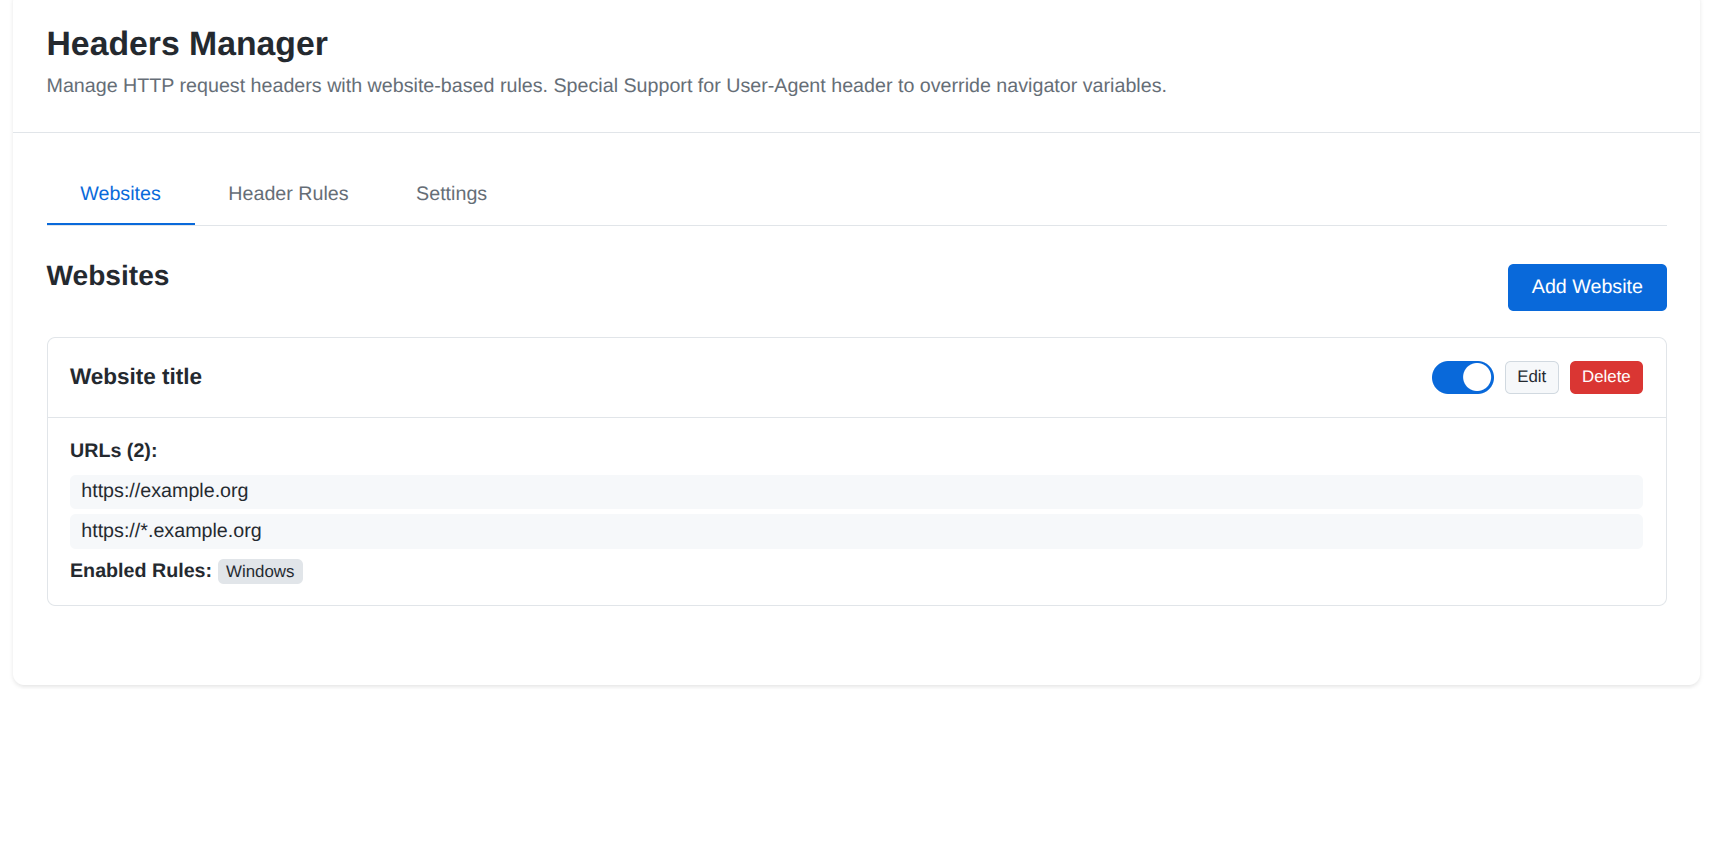 Headers Manager
Manage HTTP request headers with website-based rules. Special Support for User-Agent header to override navigator variables.
Websites Header Rules Settings
Websites
Add Website
Website title
Edit Delete
URLs (2):
https://example.org
https://*.example.org
Enabled Rules: Windows